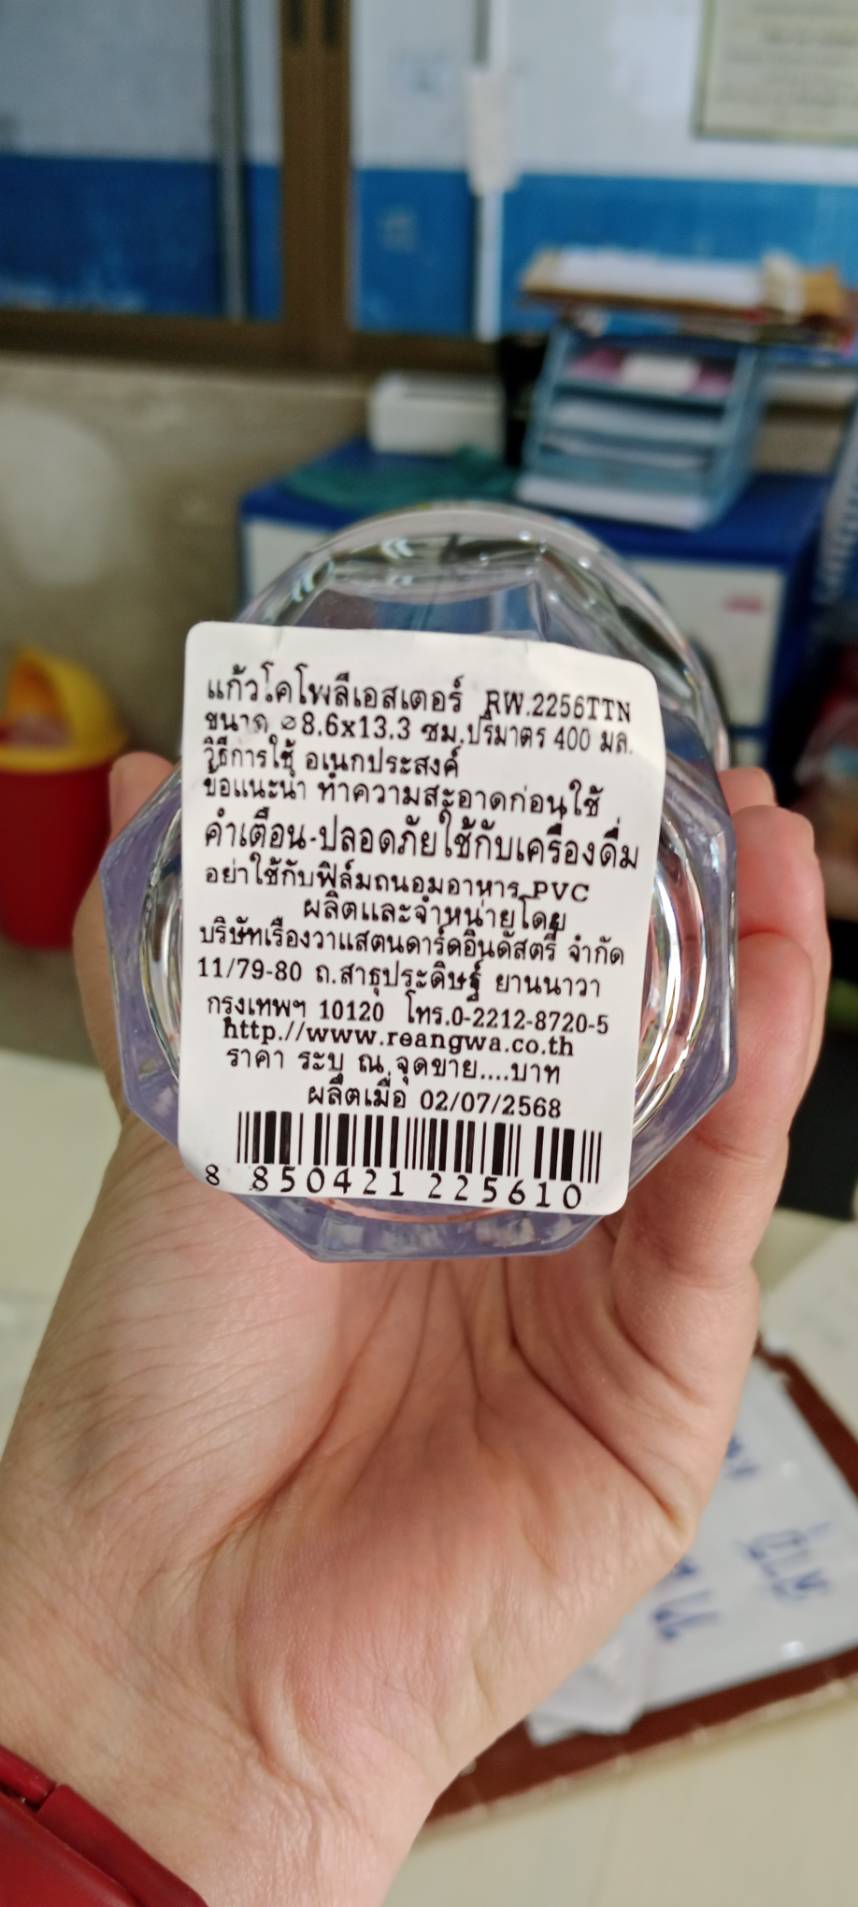 แก้วโคโพลีเอสเตอร์ RW.2256TTN
ขนาด ⌀8.6x13.3 ซม.ปริมาตร 400 มล.
วิธีการใช้ อเนกประสงค์
ข้อแนะนำ ทำความสะอาดก่อนใช้
คำเตือน-ปลอดภัยใช้กับเครื่องดื่ม
อย่าใช้กับฟิล์มถนอมอาหาร PVC
ผลิตและจำหน่ายโดย
บริษัทเรืองวาแสตนดาร์ดอินดัสตรี จำกัด
11/79-80 ถ.สาธุประดิษฐ์ ยานนาวา
กรุงเทพฯ 10120 โทร.0-2212-8720-5
http://www.reangwa.co.th
ราคา ระบุ ณ จุดขาย....บาท
ผลิตเมื่อ 02/07/2568
8 850421 225610